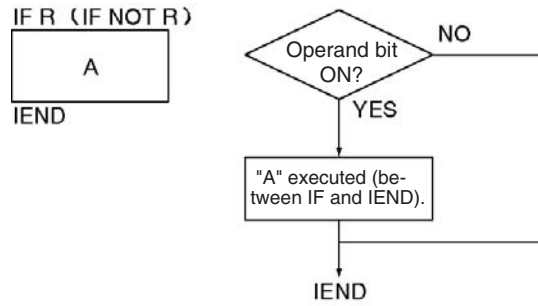 IF R (IF NOT R)
A
IEND
Operand bit
ON?
NO
YES
"A" executed (be-
tween IF and IEND).
IEND